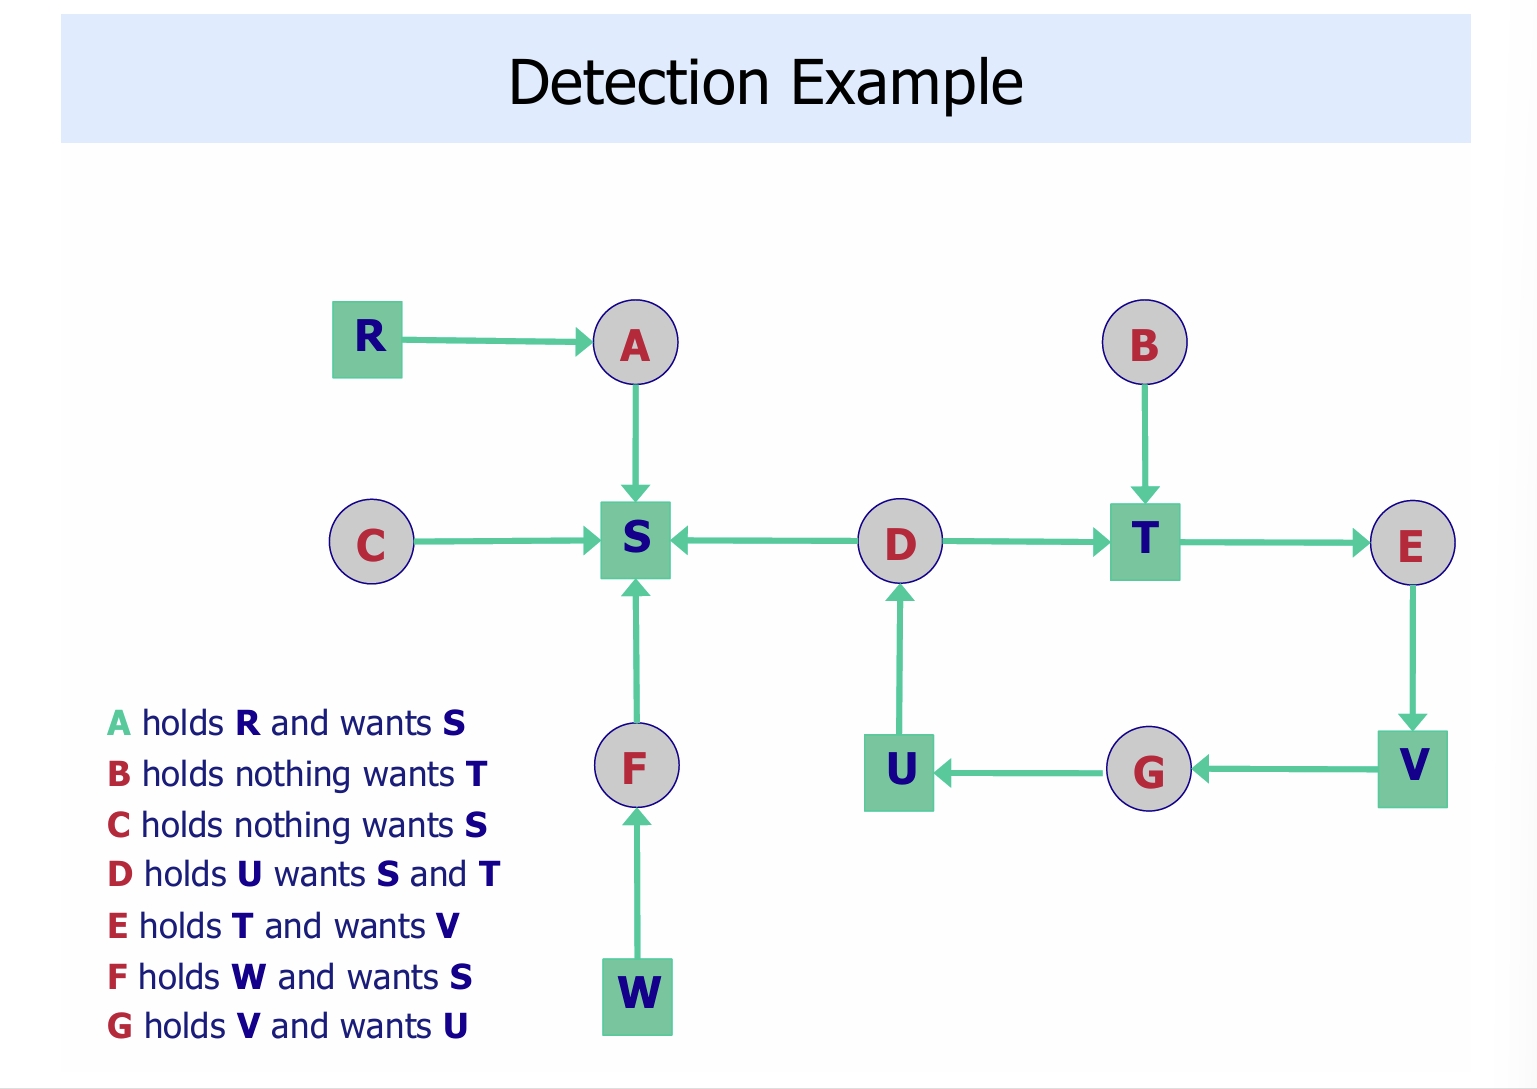 Detection Example
R
A
B
C
S
D
T
E
F
U
G
V
W
A holds R and wants S
B holds nothing wants T
C holds nothing wants S
D holds U wants S and T
E holds T and wants V
F holds W and wants S
G holds V and wants U